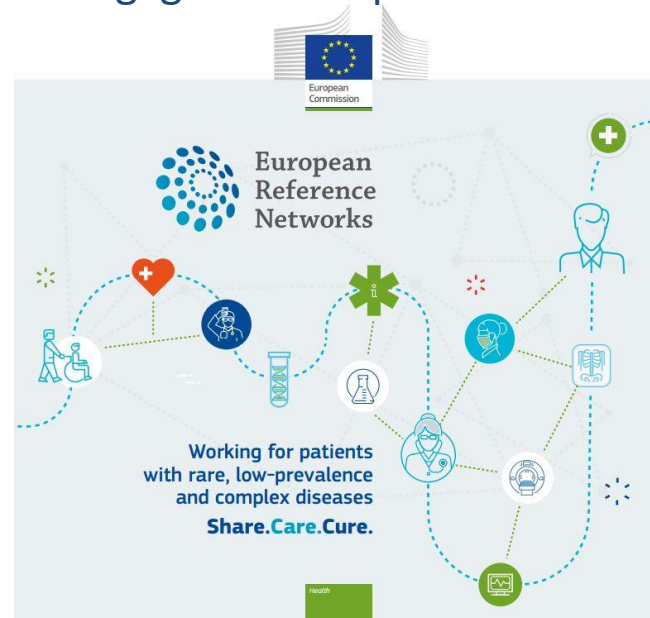 European
Commission
European
Reference
Networks
Working for patients
with rare, low-prevalence
and complex diseases
Share.Care.Cure.
Health